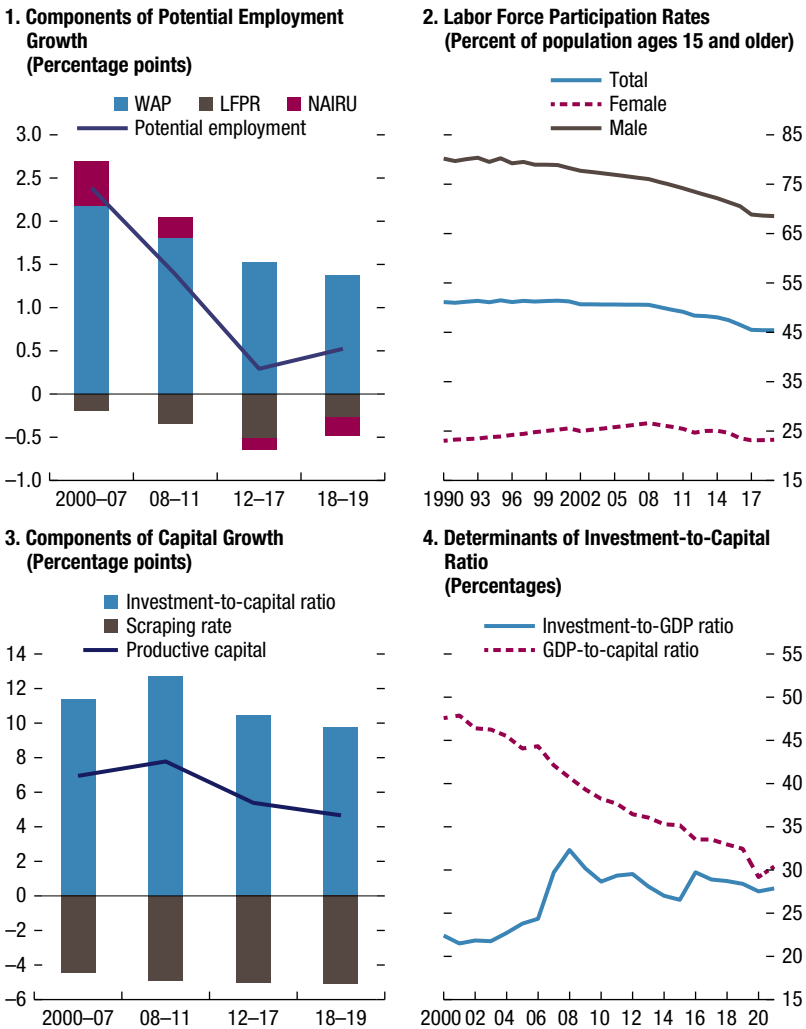 1. Components of Potential Employment
Growth
(Percentage points)
WAP LFPR NAIRU
Potential employment
3.0
2.5
2.0
1.5
1.0
0.5
0
–0.5
–1.0
2000–07 08–11 12–17 18–19
2. Labor Force Participation Rates
(Percent of population ages 15 and older)
Total
Female
Male
85
75
65
55
45
35
25
15
1990 93 96 99 2002 05 08 11 14 17
3. Components of Capital Growth
(Percentage points)
Investment-to-capital ratio
Scraping rate
Productive capital
14
12
10
8
6
4
2
0
–2
–4
–6
2000–07 08–11 12–17 18–19
4. Determinants of Investment-to-Capital
Ratio
(Percentages)
Investment-to-GDP ratio
GDP-to-capital ratio
55
50
45
40
35
30
25
20
15
2000 02 04 06 08 10 12 14 16 18 20